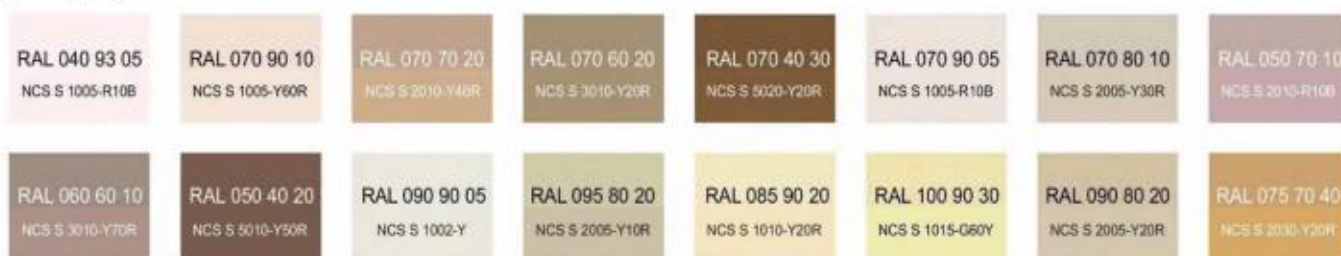 RAL 040 93 05
NCS S 1005-R10B
RAL 070 90 10
NCS S 1005-Y60R
RAL 070 70 20
NCS S 2010-Y40R
RAL 070 60 20
NCS S 3010-Y20R
RAL 070 40 30
NCS S 5020-Y20R
RAL 070 90 05
NCS S 1005-R10B
RAL 070 80 10
NCS S 2005-Y30R
RAL 050 70 10
NCS S 2010-R10B
RAL 060 60 10
NCS S 3010-Y70R
RAL 050 40 20
NCS S 5010-Y50R
RAL 090 90 05
NCS S 1002-Y
RAL 095 80 20
NCS S 2005-Y10R
RAL 085 90 20
NCS S 1010-Y20R
RAL 100 90 30
NCS S 1015-G60Y
RAL 090 80 20
NCS S 2005-Y20R
RAL 075 70 40
NCS S 2030-Y20R